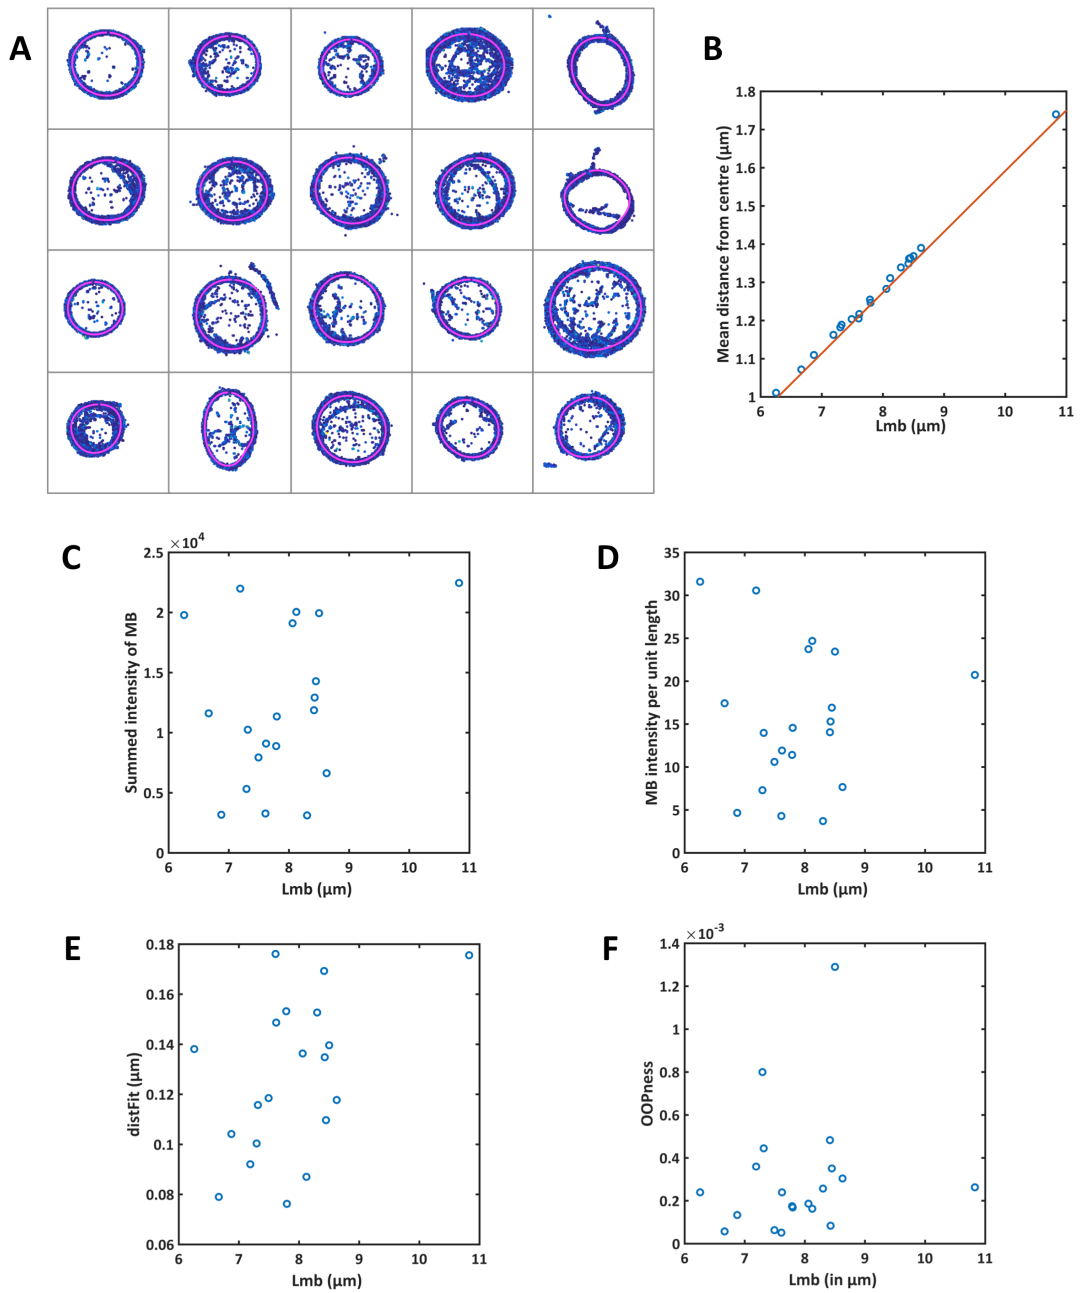 A
B
1.8
1.7
1.6
1.5
1.4
1.3
1.2
1.1
1
Mean distance from centre (μm)
6 7 8 9 10 11
Lmb (μm)
C
×10⁴
2.5
2
1.5
1
0.5
0
Summed intensity of MB
6 7 8 9 10 11
Lmb (μm)
D
35
30
25
20
15
10
5
0
MB intensity per unit length
6 7 8 9 10 11
Lmb (μm)
E
0.18
0.16
0.14
0.12
0.1
0.08
0.06
distFit (μm)
6 7 8 9 10 11
Lmb (μm)
F
×10⁻³
1.4
1.2
1
0.8
0.6
0.4
0.2
0
OOPness
6 7 8 9 10 11
Lmb (in μm)